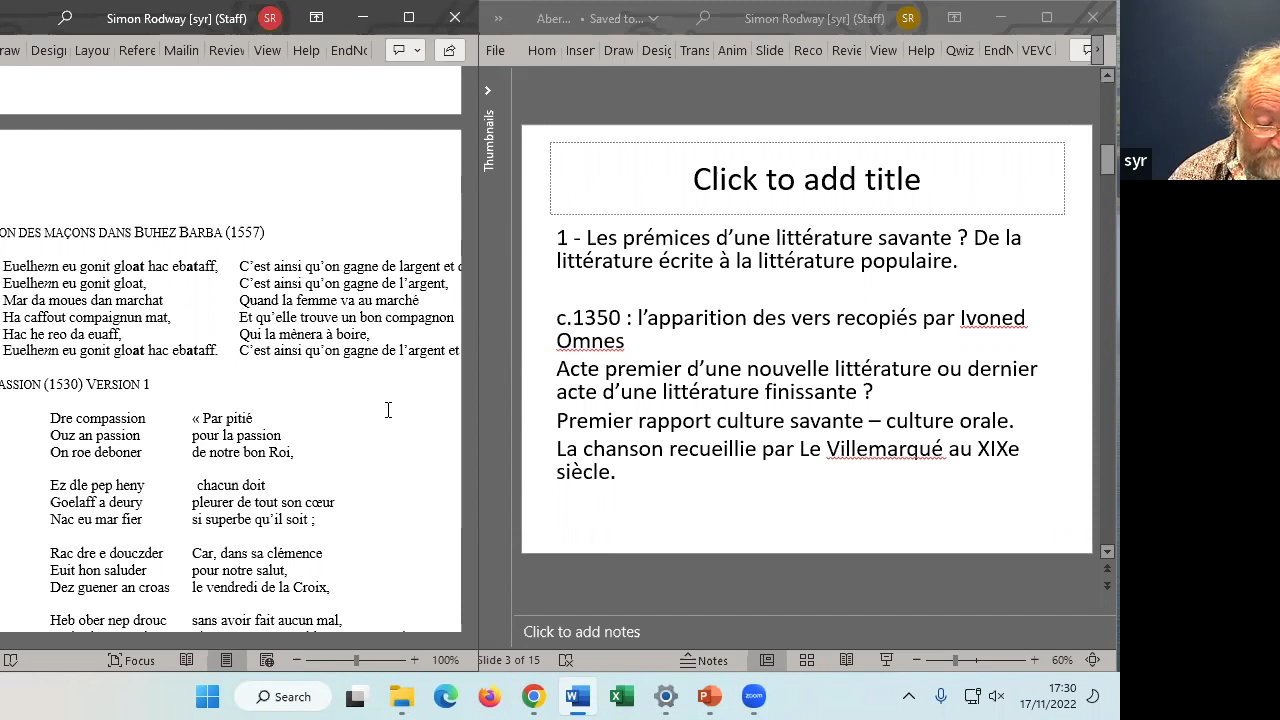 Simon Rodway [syr] (Staff) SR
Design Layou Refere Mailin Review View Help EndNo
ON DES MAÇONS DANS BUHEZ BARBA (1557)
Euelhenn eu gonit gloat hac ebataff, C’est ainsi qu’on gagne de largent et
Euelhenn eu gonit gloat, C’est ainsi qu’on gagne de l’argent,
Mar da moues dan marchat Quand la femme va au marché
Ha caffout compaignun mat, Et qu’elle trouve un bon compagnon
Hac he reo da euaff, Qui la mènera à boire,
Euelhenn eu gonit gloat hac ebataff. C’est ainsi qu’on gagne de l’argent et
ASSION (1530) VERSION 1
Dre compassion « Par pitié
Ouz an passion pour la passion
On roe deboner de notre bon Roi,
Ez dle pep heny chacun doit
Goelaff a deury pleurer de tout son cœur
Nac eu mar fier si superbe qu’il soit ;
Rac dre e douczder Car, dans sa clémence
Euit hon saluder pour notre salut,
Dez guener an croas le vendredi de la Croix,
Heb ober nep drouc sans avoir fait aucun mal,
Focus 100%
Aber... • Saved to... Simon Rodway [syr] (Staff) SR
File Hom Inser Draw Desig Trans Anim Slide Reco Revie View Help Qwiz EndN VEVC
Thumbnails
Click to add title
1 - Les prémices d’une littérature savante ? De la
littérature écrite à la littérature populaire.
c.1350 : l’apparition des vers recopiés par Ivoned
Omnes
Acte premier d’une nouvelle littérature ou dernier
acte d’une littérature finissante ?
Premier rapport culture savante – culture orale.
La chanson recueillie par Le Villemarqué au XIXe
siècle.
Click to add notes
Slide 3 of 15 Notes 60%
syr
Search
zoom
17:30
17/11/2022